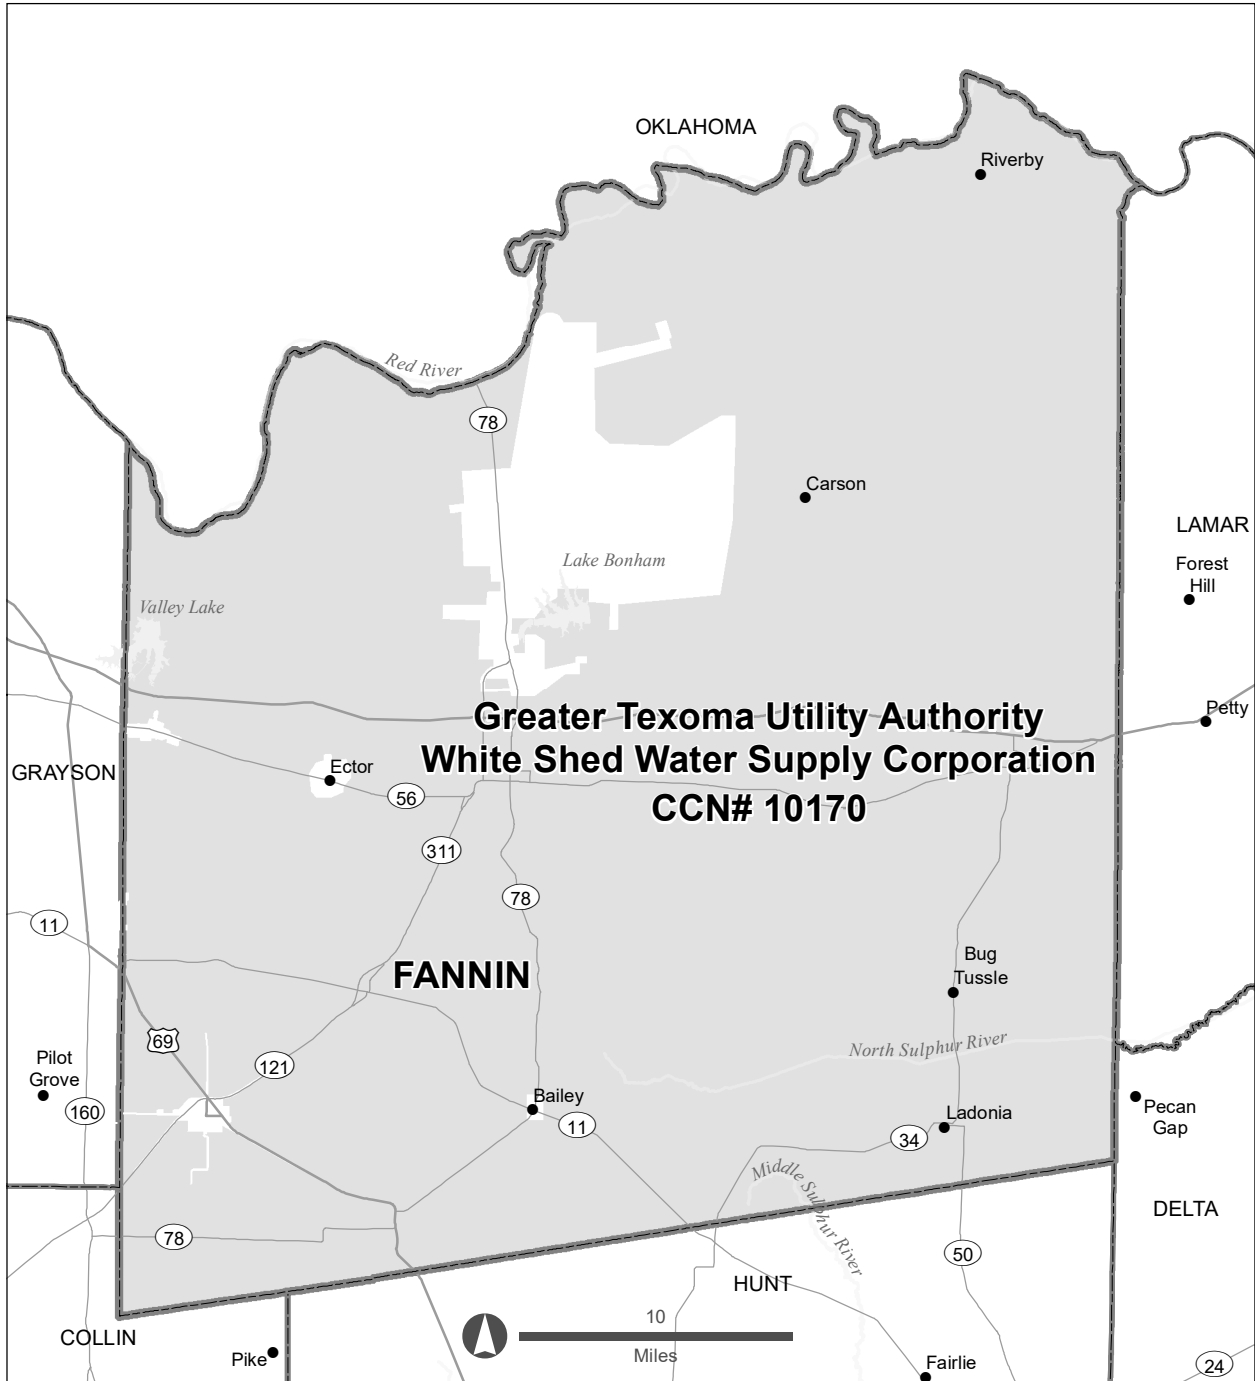 OKLAHOMA
Riverby
Red River
78
Carson
LAMAR
Forest
Hill
Lake Bonham
Valley Lake
Petty
Greater Texoma Utility Authority
White Shed Water Supply Corporation
CCN# 10170
GRAYSON
Ector
56
311
78
11
FANNIN
Bug
Tussle
69
North Sulphur River
Pilot
Grove
121
160
Bailey
11
Ladonia
34
Pecan
Gap
Middle Sulphur River
DELTA
78
50
HUNT
10
Miles
COLLIN
Pike
Fairlie
24